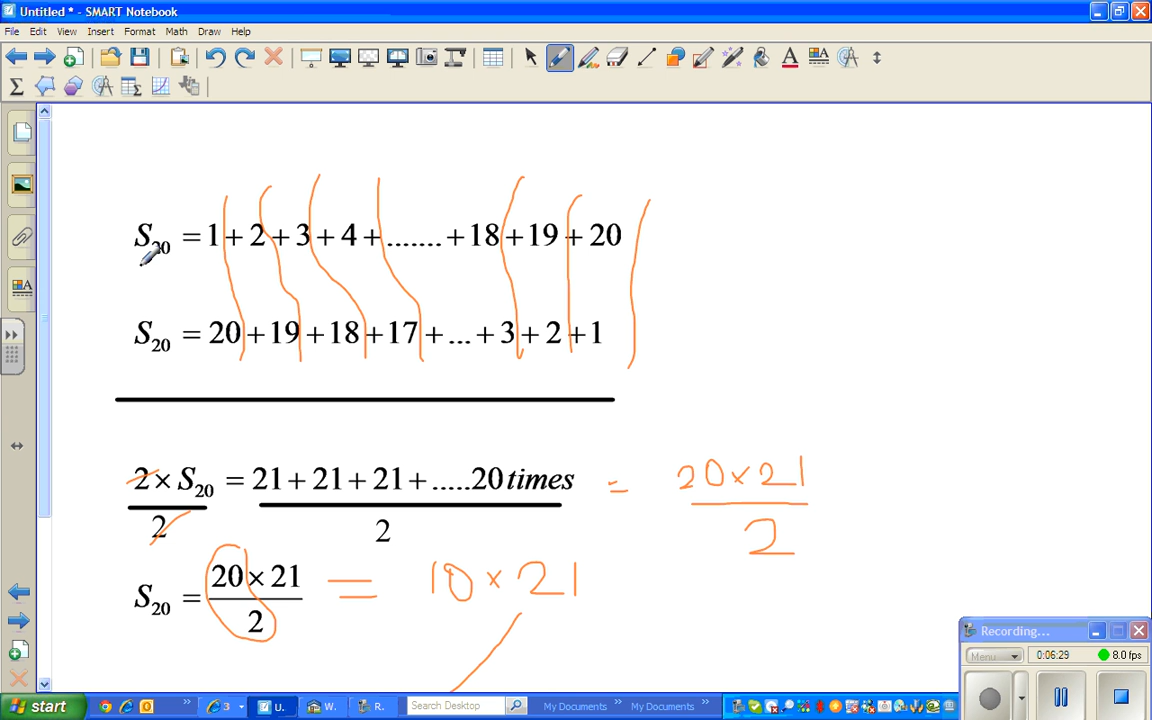 Untitled * - SMART Notebook
File Edit View Insert Format Math Draw Help
S₂₀ = 1 + 2 + 3 + 4 + ....... + 18 + 19 + 20
S₂₀ = 20 + 19 + 18 + 17 + ... + 3 + 2 + 1
2 × S₂₀ = 21 + 21 + 21 + .....20 times = 20 × 21
2 2 2
S₂₀ = 20 × 21 = 10 × 21
2
Recording...
Menu 0:06:29 8.0 fps
start 3 U. W. R. Search Desktop My Documents My Documents